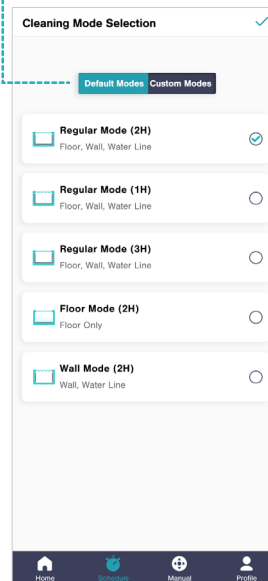 Cleaning Mode Selection
Default Modes Custom Modes
Regular Mode (2H)
Floor, Wall, Water Line
Regular Mode (1H)
Floor, Wall, Water Line
Regular Mode (3H)
Floor, Wall, Water Line
Floor Mode (2H)
Floor Only
Wall Mode (2H)
Wall, Water Line
Home Schedule Manual Profile